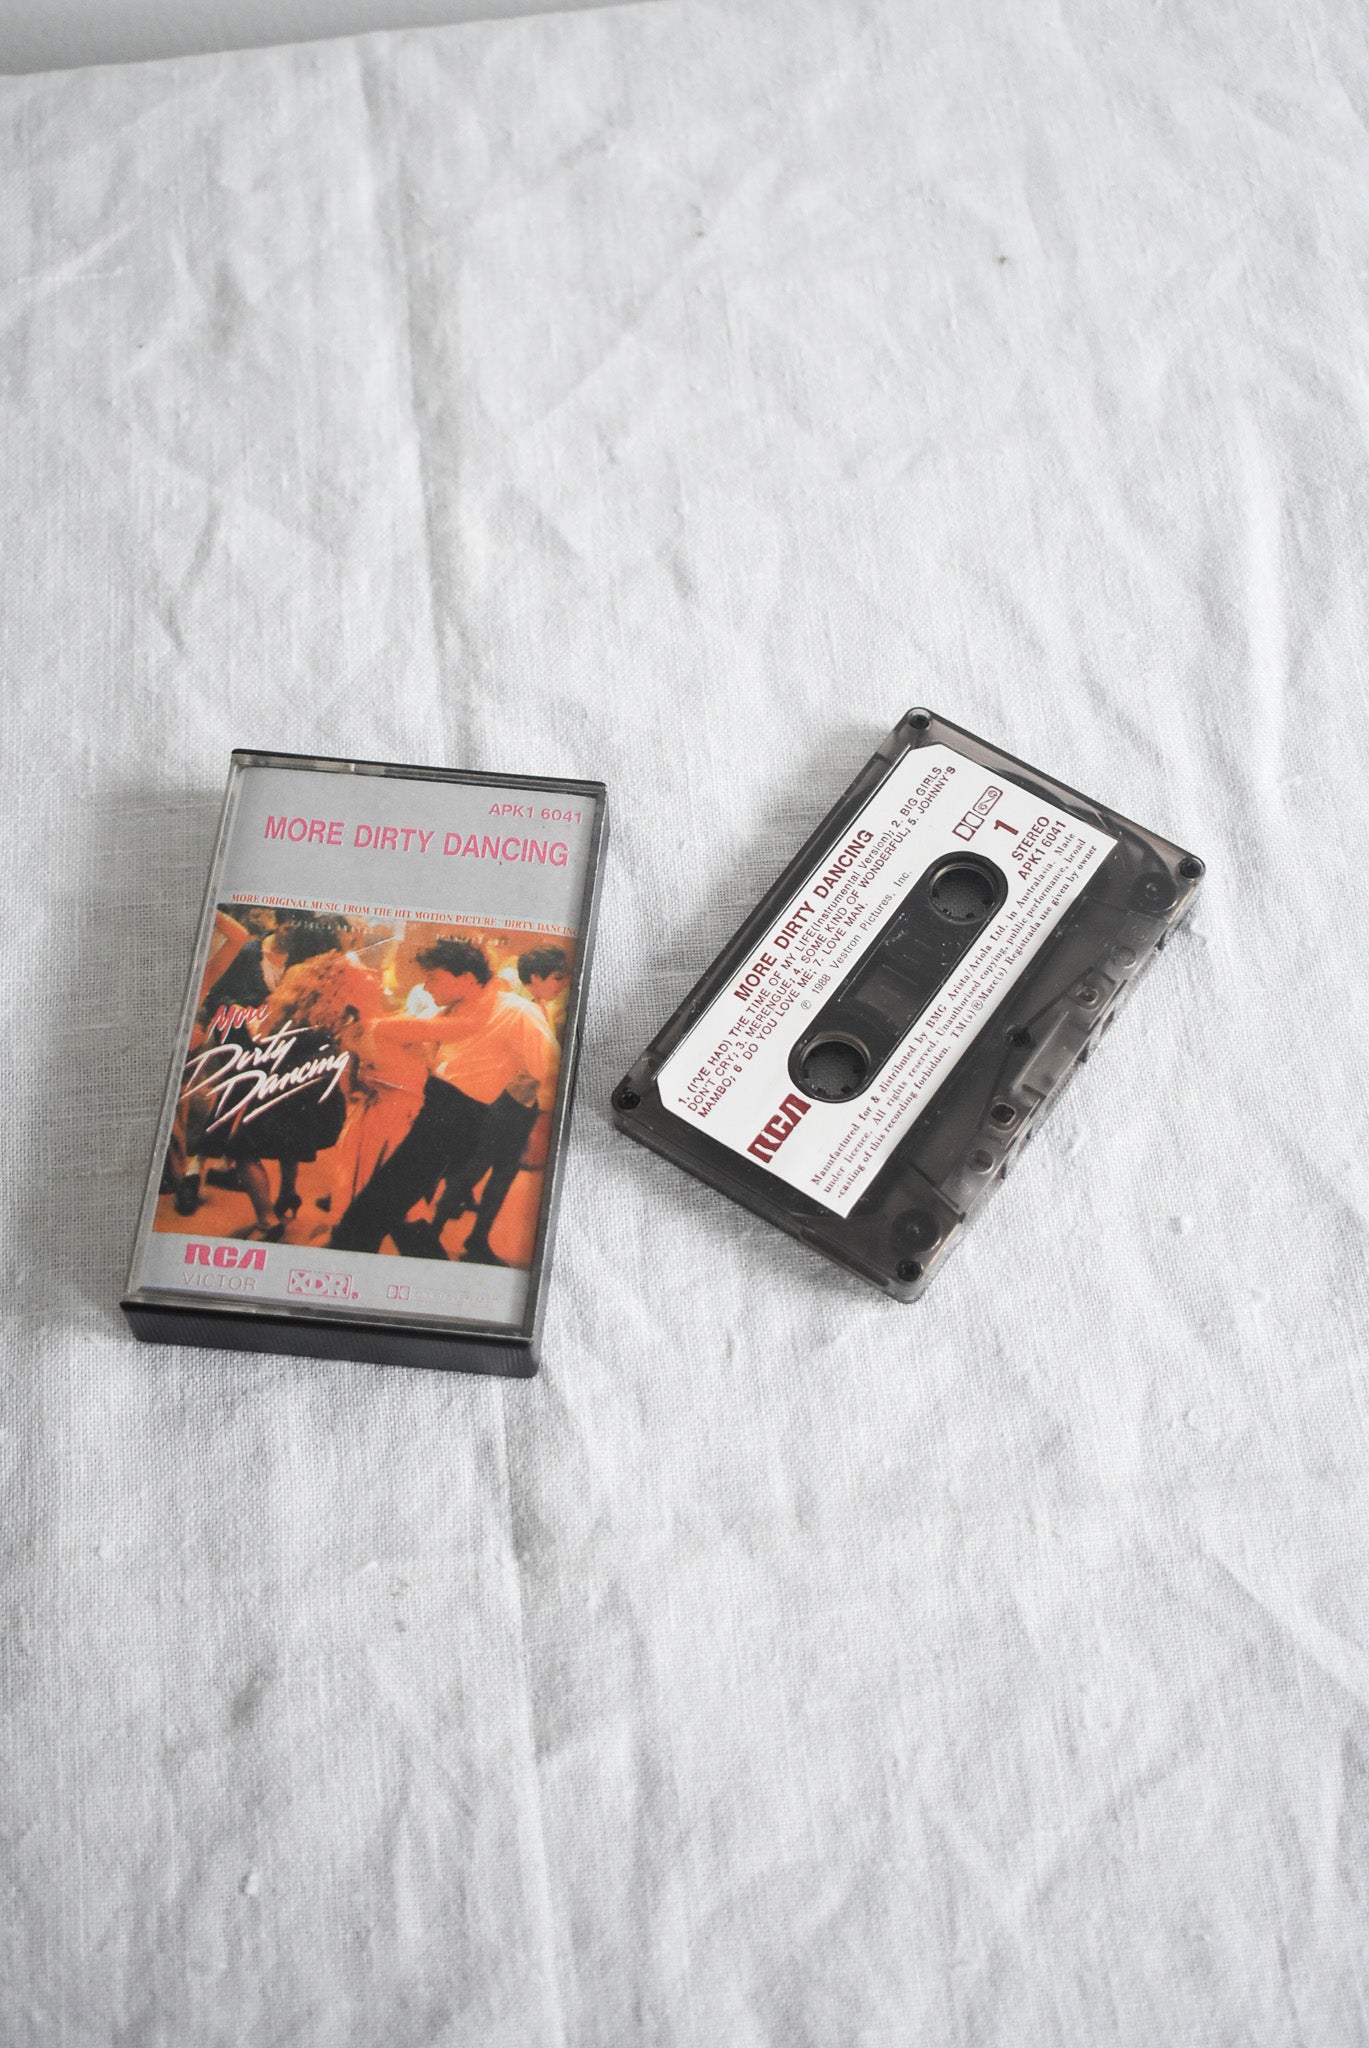 APK1 6041
MORE DIRTY DANCING
MORE ORIGINAL MUSIC FROM THE HIT MOTION PICTURE "DIRTY DANCING
More
Dirty
Dancing
RCA
VICTOR
XDR
MORE DIRTY DANCING
1. (I'VE HAD) THE TIME OF MY LIFE(Instrumental Version); 2. BIG GIRLS
DON'T CRY; 3. MERENGUE; 4. SOME KIND OF WONDERFUL; 5. JOHNNY'S
MAMBO; 6 DO YOU LOVE ME; 7. LOVE MAN.
℗ 1988 Vestron Pictures, Inc.
1
STEREO
APK1 6041
RCA
Manufactured for & distributed by BMG Arista/Ariola Ltd. in Australasia. Made
under licence. All rights reserved. Unauthorised copying, public performance, broad
-casting of this recording forbidden. TM(s)®Marc(s) Registrada use given by owner